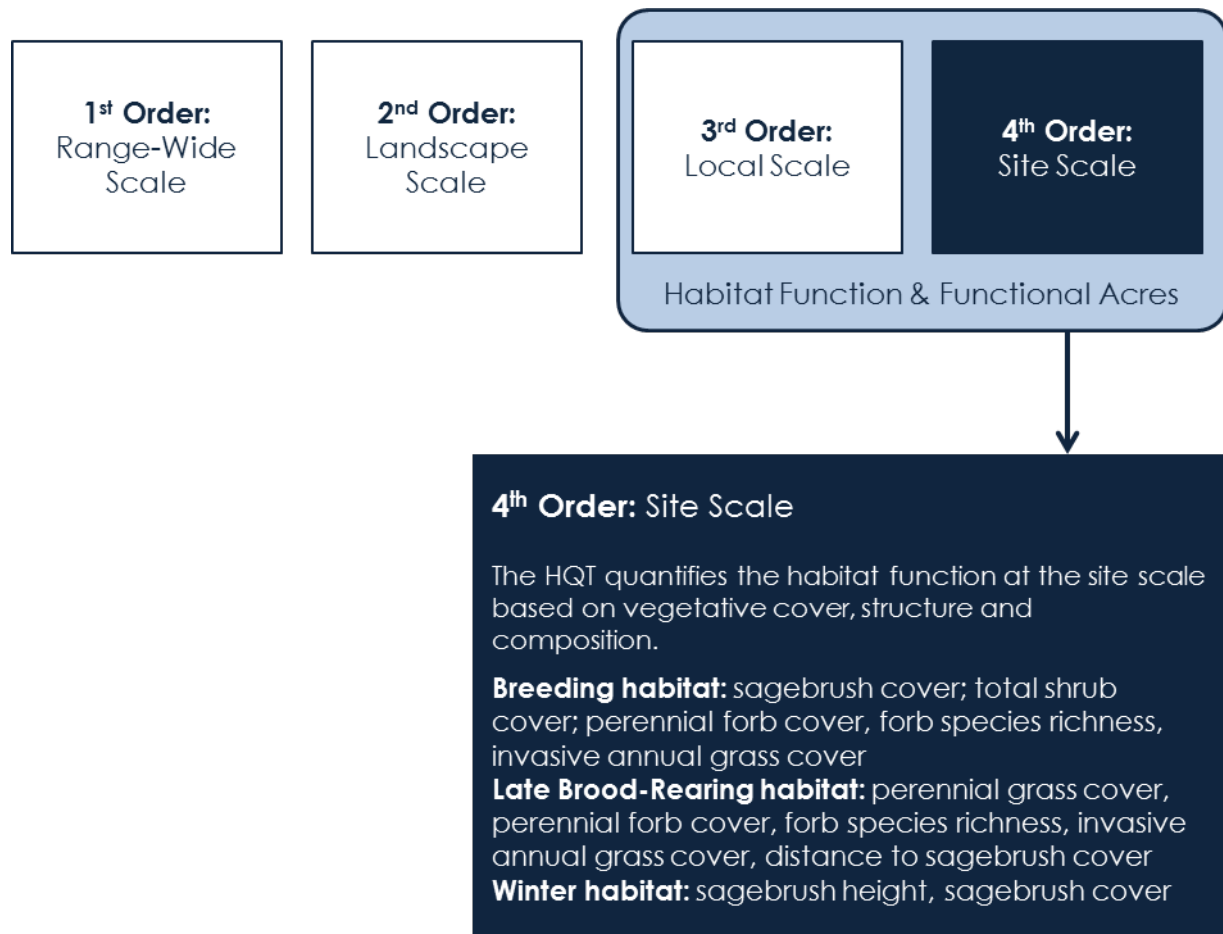 1st Order:
Range-Wide
Scale
2nd Order:
Landscape
Scale
3rd Order:
Local Scale
4th Order:
Site Scale
Habitat Function & Functional Acres
4th Order: Site Scale
The HQT quantifies the habitat function at the site scale
based on vegetative cover, structure and
composition.
Breeding habitat: sagebrush cover; total shrub
cover; perennial forb cover, forb species richness,
invasive annual grass cover
Late Brood-Rearing habitat: perennial grass cover,
perennial forb cover, forb species richness, invasive
annual grass cover, distance to sagebrush cover
Winter habitat: sagebrush height, sagebrush cover